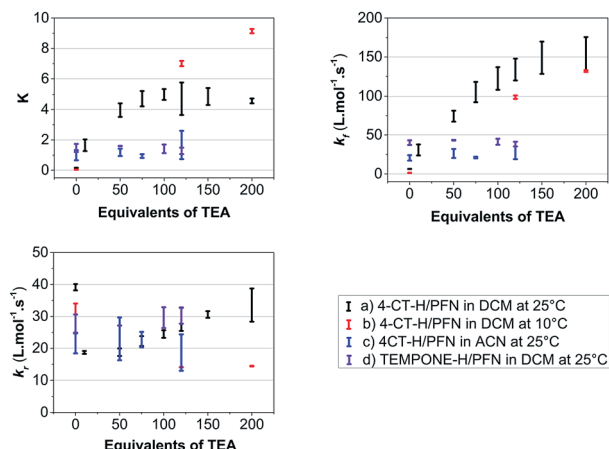 10
8
6
4
2
0
K
0 50 100 150 200
Equivalents of TEA
200
150
100
50
0
k_f (L.mol⁻¹.s⁻¹)
0 50 100 150 200
Equivalents of TEA
50
40
30
20
10
0
k_r (L.mol⁻¹.s⁻¹)
0 50 100 150 200
Equivalents of TEA
a) 4-CT-H/PFN in DCM at 25°C
b) 4-CT-H/PFN in DCM at 10°C
c) 4CT-H/PFN in ACN at 25°C
d) TEMPONE-H/PFN in DCM at 25°C